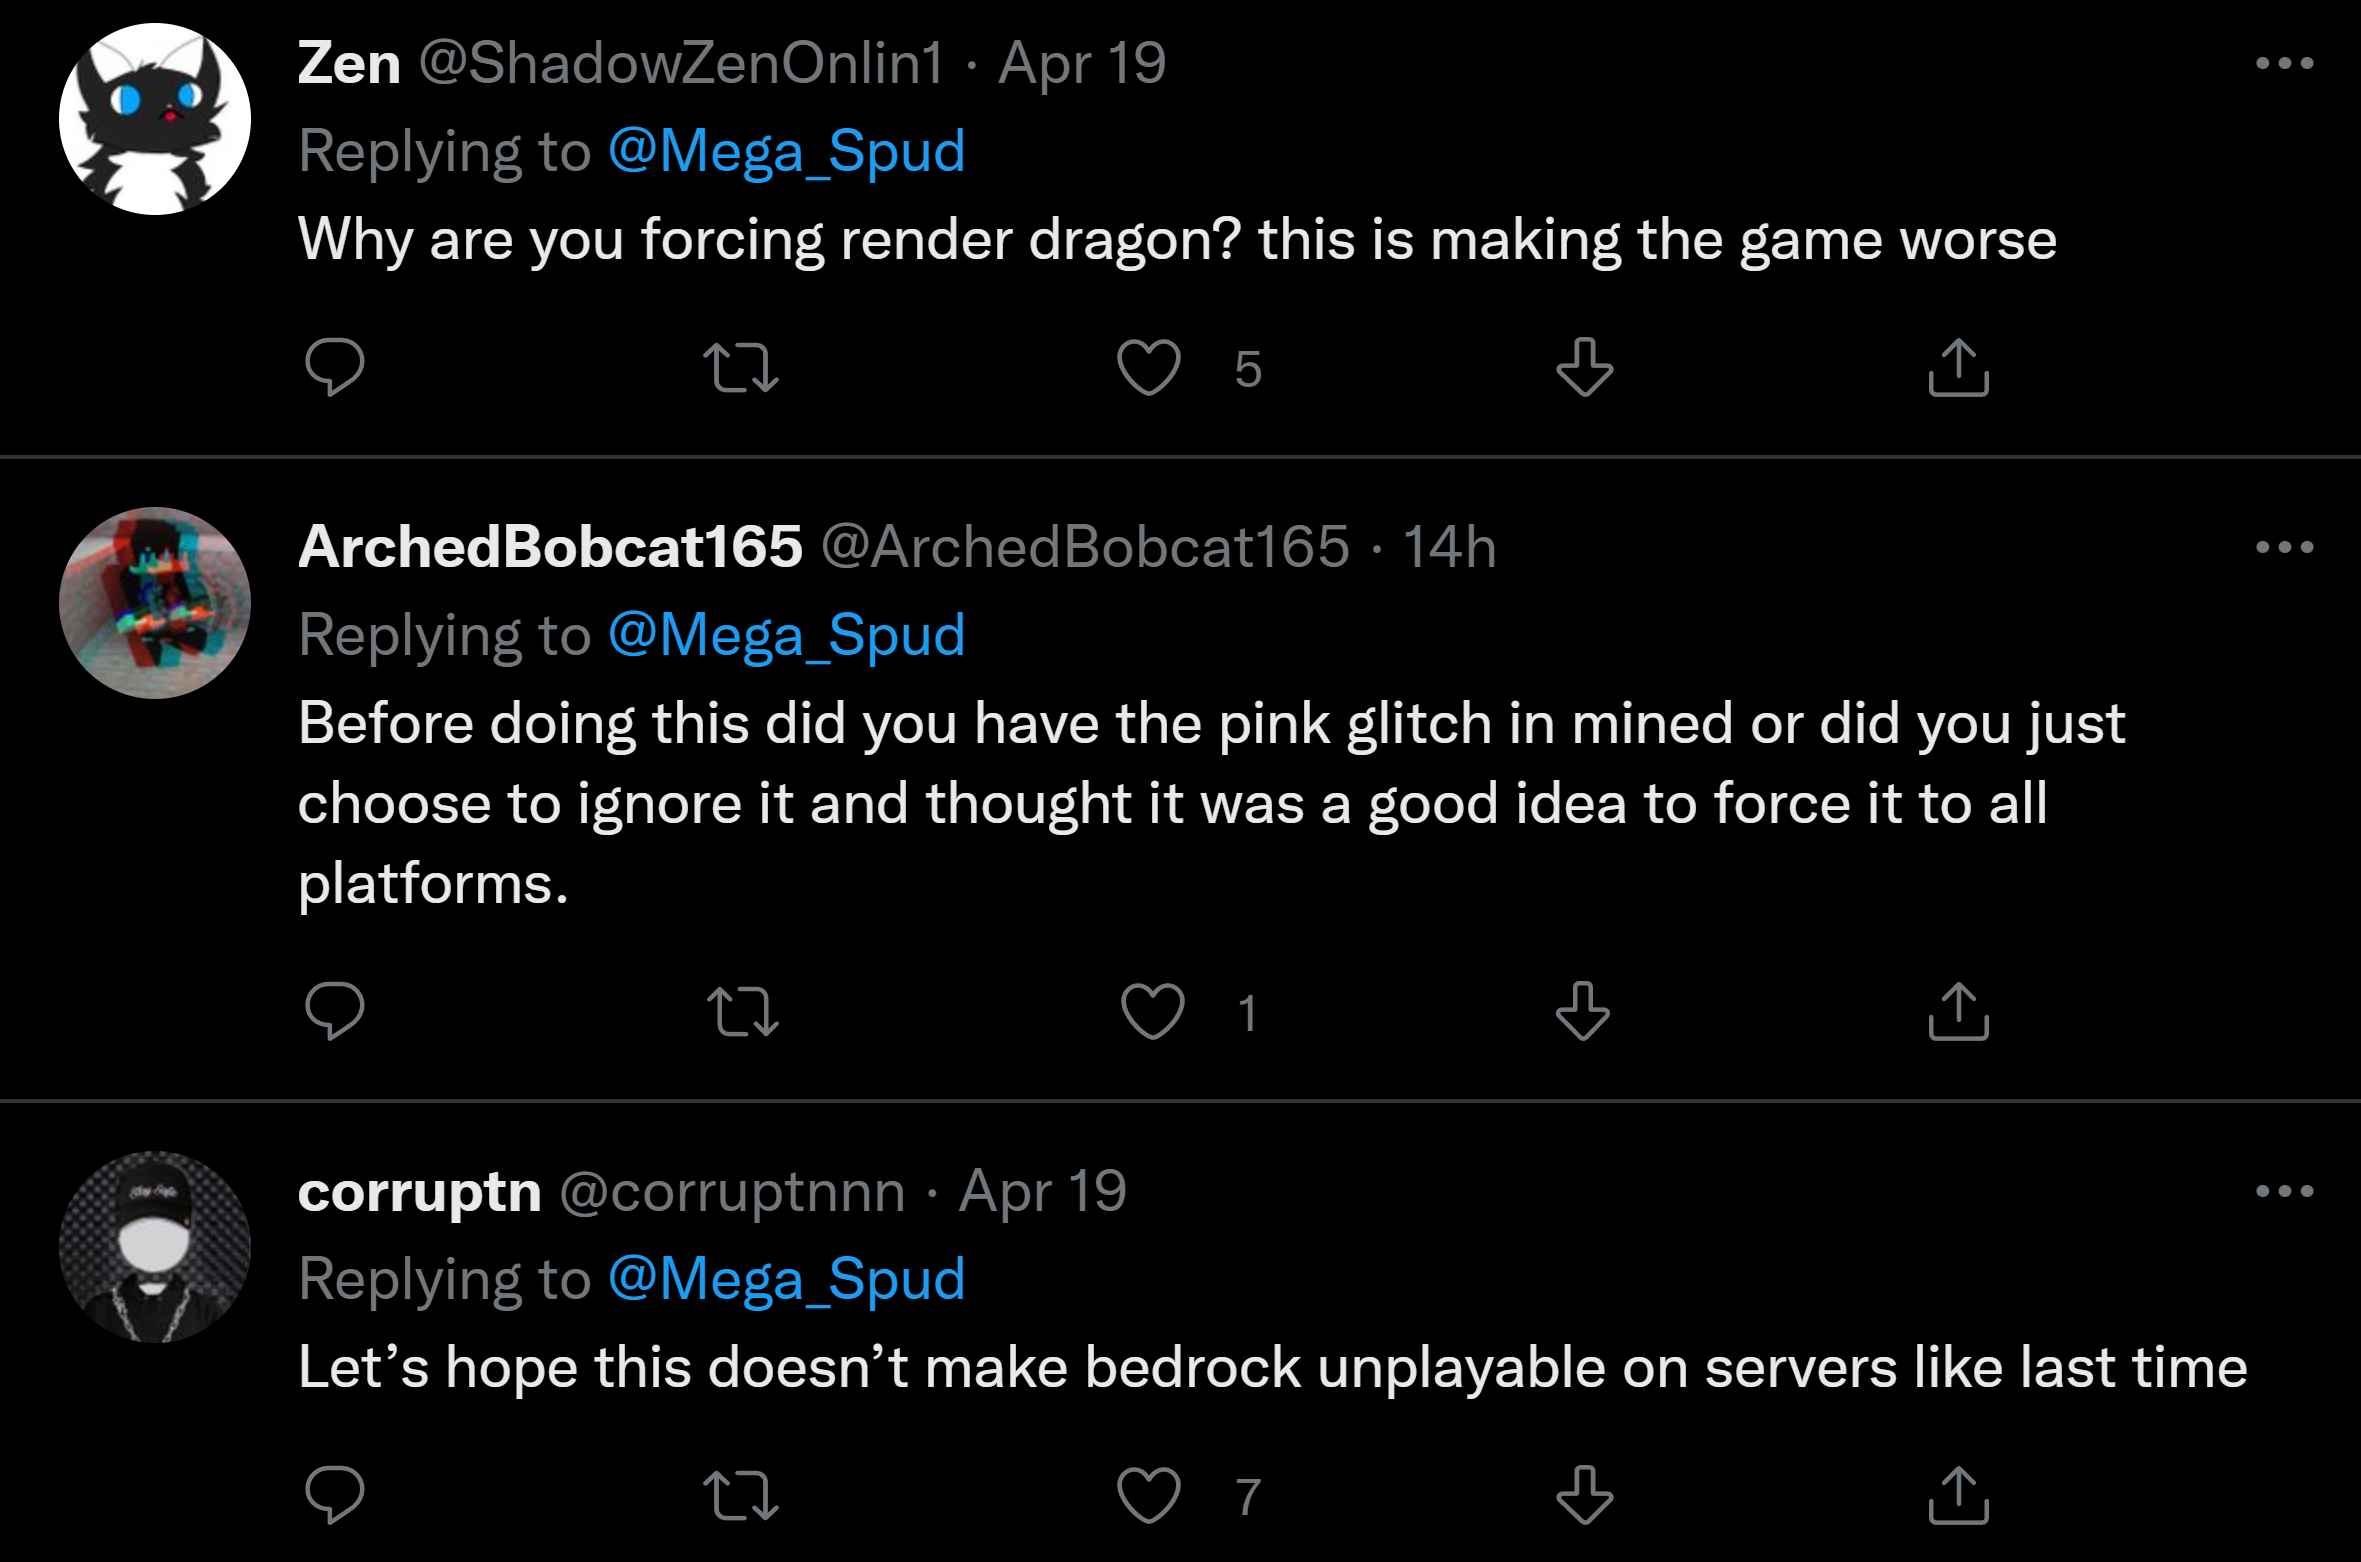 Zen @ShadowZenOnlin1 · Apr 19
Replying to @Mega_Spud
Why are you forcing render dragon? this is making the game worse
5
ArchedBobcat165 @ArchedBobcat165 · 14h
Replying to @Mega_Spud
Before doing this did you have the pink glitch in mined or did you just
choose to ignore it and thought it was a good idea to force it to all
platforms.
1
corruptn @corruptnnn · Apr 19
Replying to @Mega_Spud
Let’s hope this doesn’t make bedrock unplayable on servers like last time
7